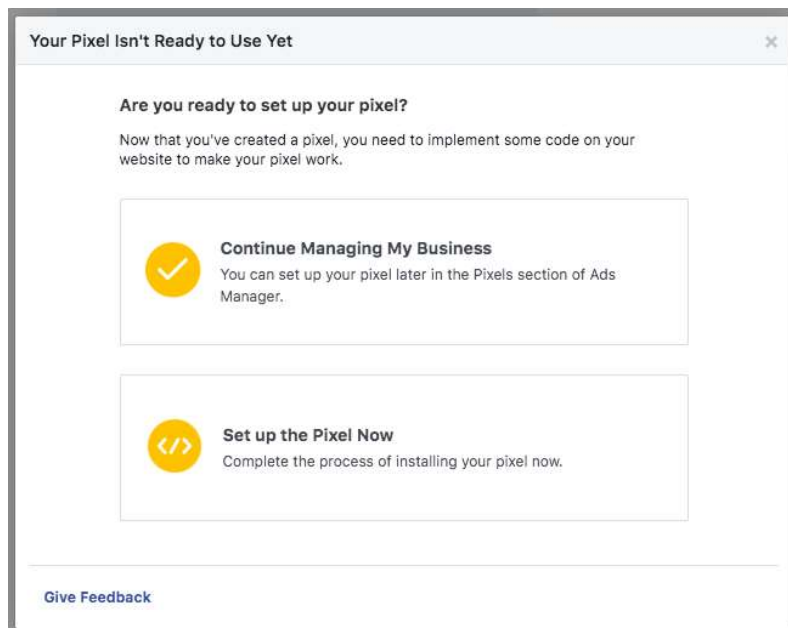 Your Pixel Isn't Ready to Use Yet
Are you ready to set up your pixel?
Now that you've created a pixel, you need to implement some code on your
website to make your pixel work.
Continue Managing My Business
You can set up your pixel later in the Pixels section of Ads
Manager.
Set up the Pixel Now
Complete the process of installing your pixel now.
Give Feedback